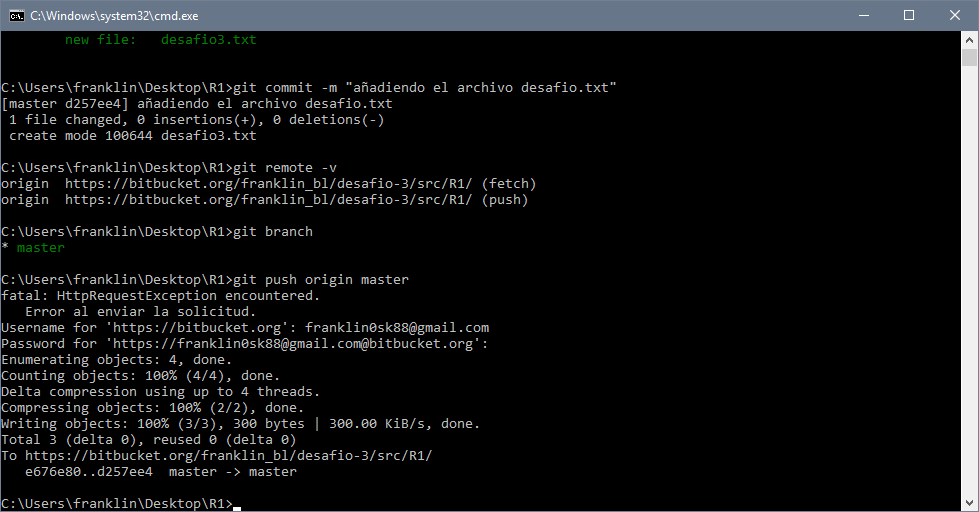 C:\Windows\system32\cmd.exe
new file:   desafio3.txt
C:\Users\franklin\Desktop\R1>git commit -m "añadiendo el archivo desafio.txt"
[master d257ee4] añadiendo el archivo desafio.txt
 1 file changed, 0 insertions(+), 0 deletions(-)
 create mode 100644 desafio3.txt
C:\Users\franklin\Desktop\R1>git remote -v
origin  https://bitbucket.org/franklin_bl/desafio-3/src/R1/ (fetch)
origin  https://bitbucket.org/franklin_bl/desafio-3/src/R1/ (push)
C:\Users\franklin\Desktop\R1>git branch
* master
C:\Users\franklin\Desktop\R1>git push origin master
fatal: HttpRequestException encountered.
   Error al enviar la solicitud.
Username for 'https://bitbucket.org': franklin0sk88@gmail.com
Password for 'https://franklin0sk88@gmail.com@bitbucket.org':
Enumerating objects: 4, done.
Counting objects: 100% (4/4), done.
Delta compression using up to 4 threads.
Compressing objects: 100% (2/2), done.
Writing objects: 100% (3/3), 300 bytes | 300.00 KiB/s, done.
Total 3 (delta 0), reused 0 (delta 0)
To https://bitbucket.org/franklin_bl/desafio-3/src/R1/
   e676e80..d257ee4  master -> master
C:\Users\franklin\Desktop\R1>